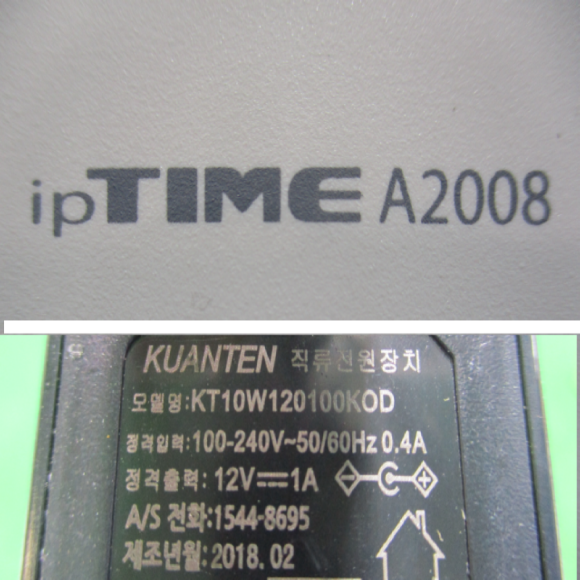 ipTIME A2008
KUANTEN 직류전원장치
모델명:KT10W120100KOD
정격입력:100-240V~50/60Hz 0.4A
정격출력: 12V⎓1A
A/S 전화:1544-8695
제조년월: 2018. 02